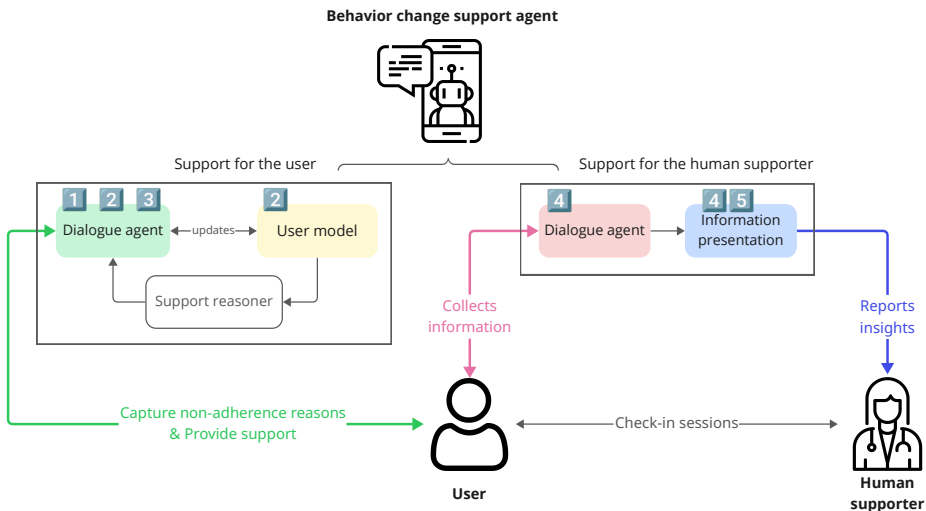 Behavior change support agent
Support for the user
Support for the human supporter
1 2 3
2
4
4 5
Dialogue agent
updates
User model
Support reasoner
Dialogue agent
Information
presentation
Collects
information
Reports
insights
Capture non-adherence reasons
& Provide support
Check-in sessions
User
Human
supporter